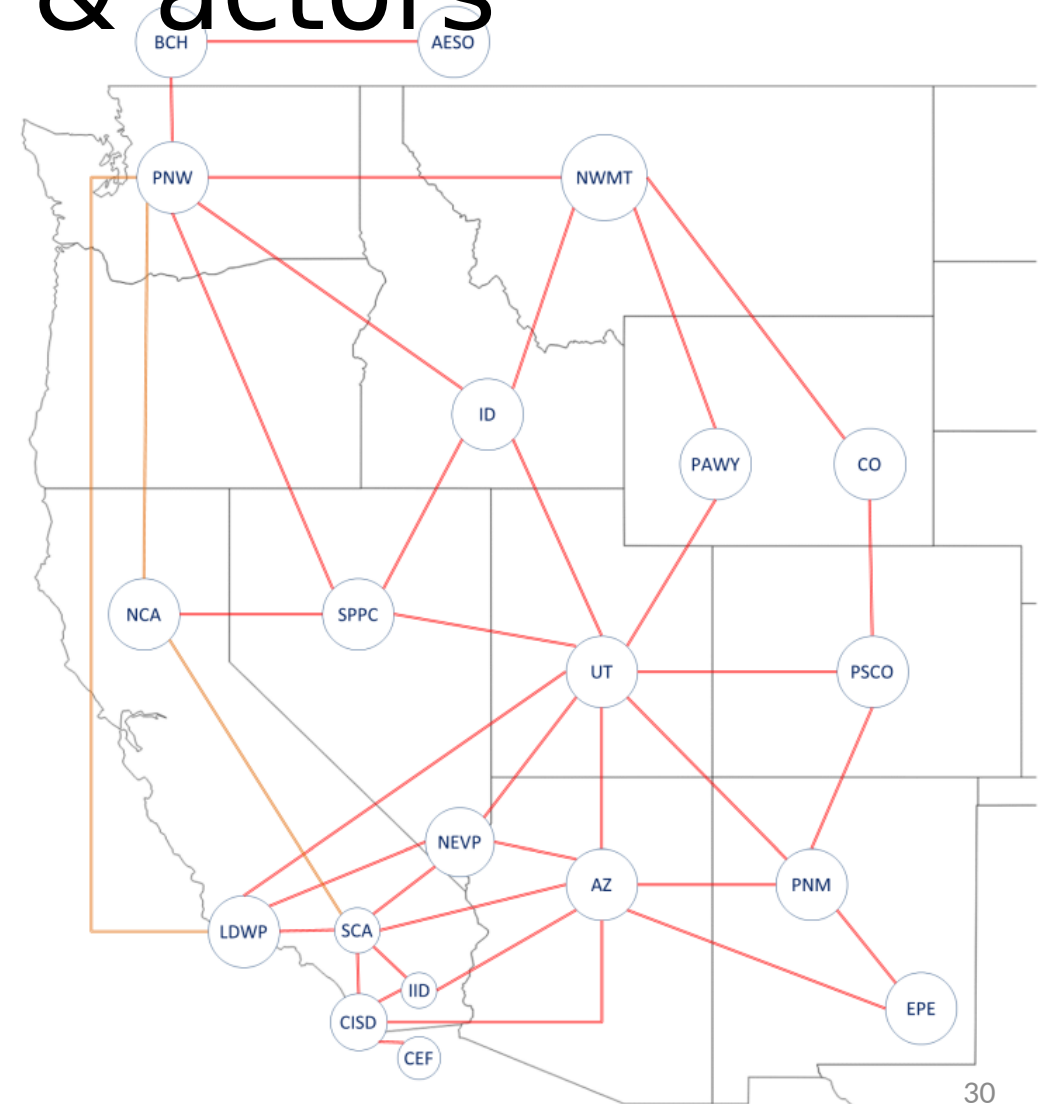 & actors
BCH
AESO
PNW
NWMT
ID
PAWY
CO
NCA
SPPC
UT
PSCO
NEVP
AZ
PNM
LDWP
SCA
IID
EPE
CISD
CEF
30